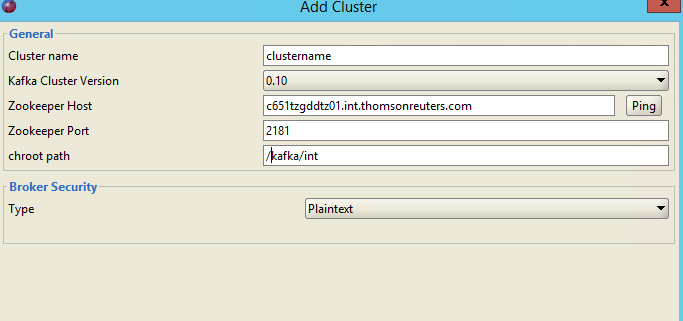 Add Cluster
x
General
Cluster name clustername
Kafka Cluster Version 0.10
Zookeeper Host c651tzgddtz01.int.thomsonreuters.com Ping
Zookeeper Port 2181
chroot path /kafka/int
Broker Security
Type Plaintext